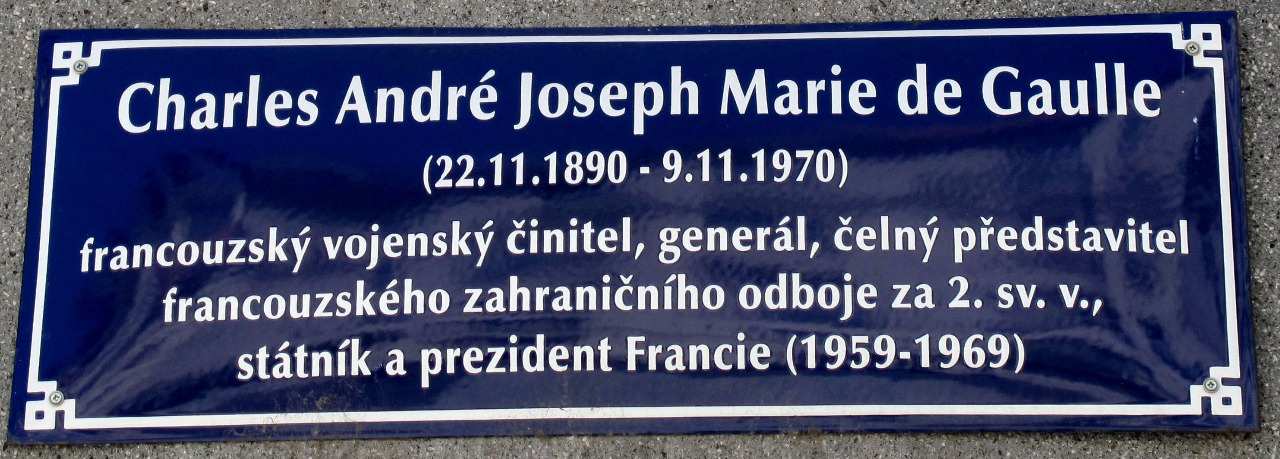 Charles André Joseph Marie de Gaulle
(22.11.1890 - 9.11.1970)
francouzský vojenský činitel, generál, čelný představitel
francouzského zahraničního odboje za 2. sv. v.,
státník a prezident Francie (1959-1969)